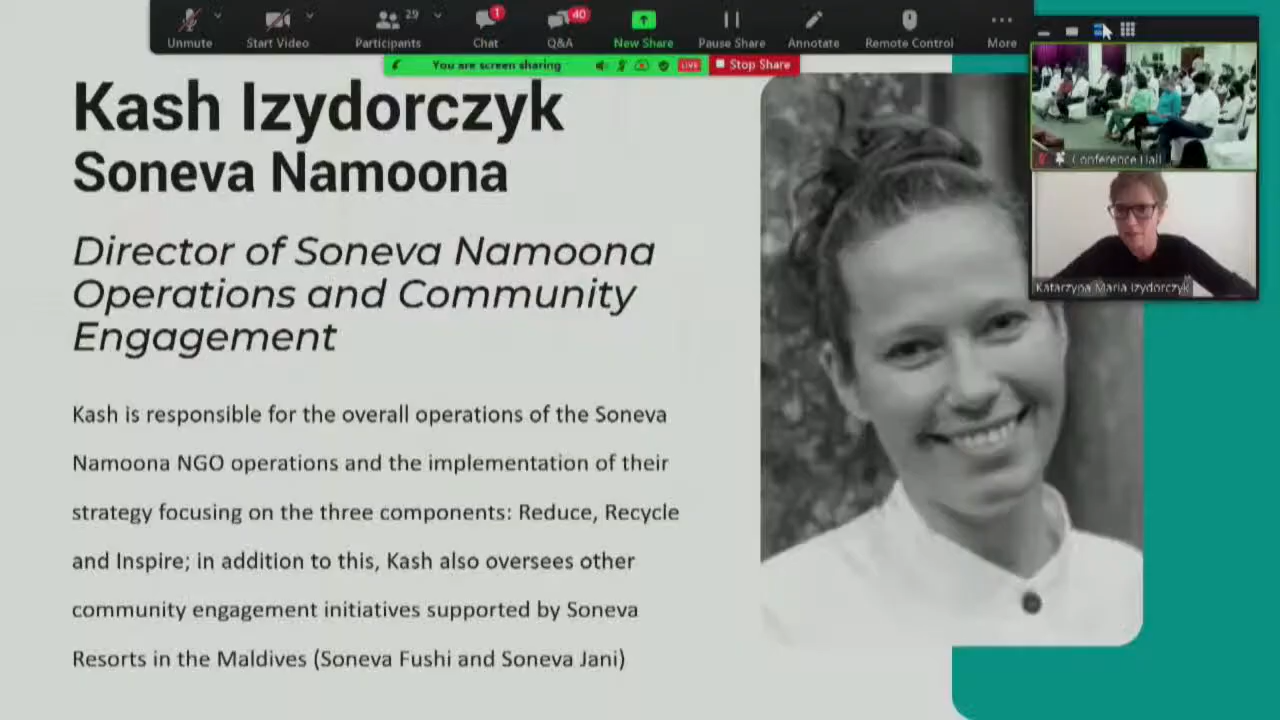 Unmute
Start Video
29
Participants
1
Chat
40
Q&A
New Share
Pause Share
Annotate
Remote Control
More
You are screen sharing
LIVE
Stop Share
Kash Izydorczyk
Soneva Namoona
Director of Soneva Namoona
Operations and Community
Engagement
Kash is responsible for the overall operations of the Soneva
Namoona NGO operations and the implementation of their
strategy focusing on the three components: Reduce, Recycle
and Inspire; in addition to this, Kash also oversees other
community engagement initiatives supported by Soneva
Resorts in the Maldives (Soneva Fushi and Soneva Jani)
Conference Hall
Katarzyna Maria Izydorczyk